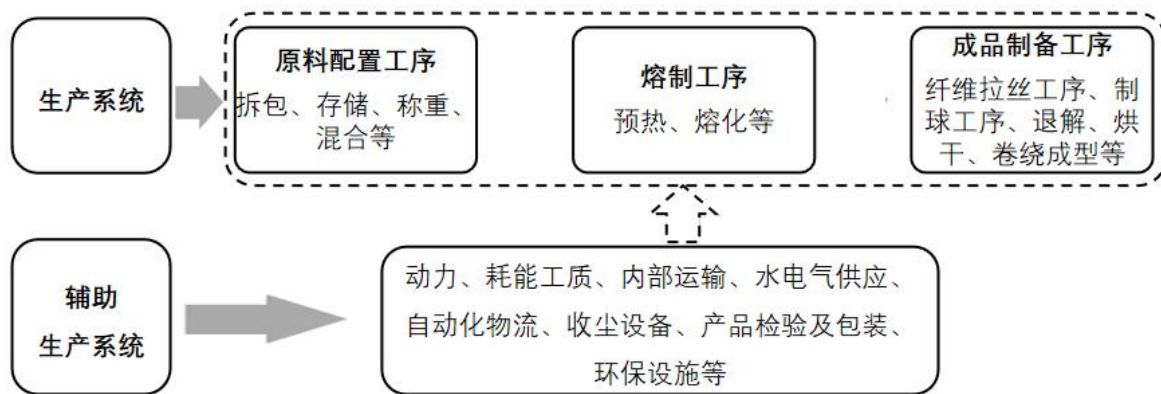 生产系统
原料配置工序
拆包、存储、称重、
混合等
熔制工序
预热、熔化等
成品制备工序
纤维拉丝工序、制
球工序、退解、烘
干、卷绕成型等
辅助
生产系统
动力、耗能工质、内部运输、水电气供应、
自动化物流、收尘设备、产品检验及包装、
环保设施等